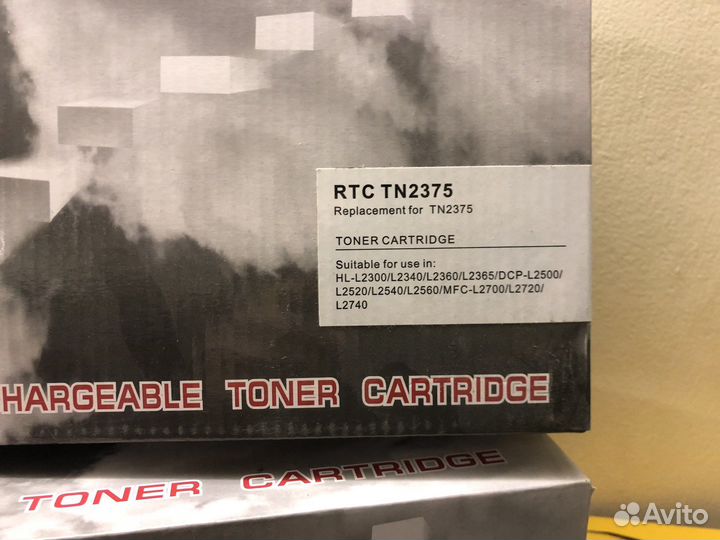 RTC TN2375
Replacement for TN2375
TONER CARTRIDGE
Suitable for use in:
HL-L2300/L2340/L2360/L2365/DCP-L2500/
L2520/L2540/L2560/MFC-L2700/L2720/
L2740
HARGEABLE TONER CARTRIDGE
TONER CARTRIDGE
Avito